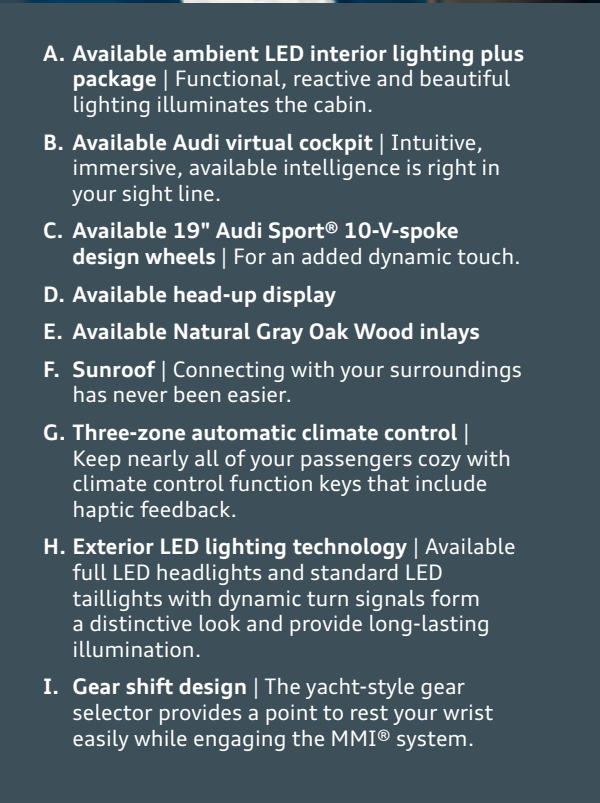 A. Available ambient LED interior lighting plus
package | Functional, reactive and beautiful
lighting illuminates the cabin.
B. Available Audi virtual cockpit | Intuitive,
immersive, available intelligence is right in
your sight line.
C. Available 19" Audi Sport® 10-V-spoke
design wheels | For an added dynamic touch.
D. Available head-up display
E. Available Natural Gray Oak Wood inlays
F. Sunroof | Connecting with your surroundings
has never been easier.
G. Three-zone automatic climate control |
Keep nearly all of your passengers cozy with
climate control function keys that include
haptic feedback.
H. Exterior LED lighting technology | Available
full LED headlights and standard LED
taillights with dynamic turn signals form
a distinctive look and provide long-lasting
illumination.
I. Gear shift design | The yacht-style gear
selector provides a point to rest your wrist
easily while engaging the MMI® system.